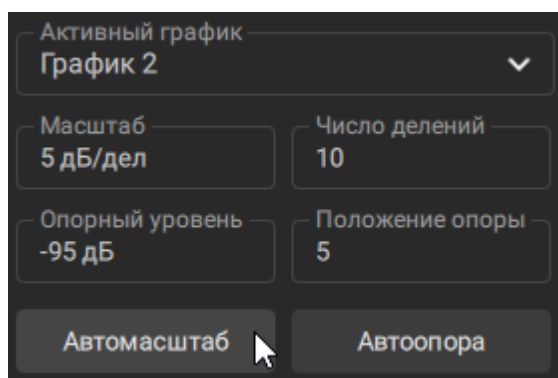 Активный график
График 2
Масштаб
5 дБ/дел
Число делений
10
Опорный уровень
-95 дБ
Положение опоры
5
Автомасштаб
Автоопора